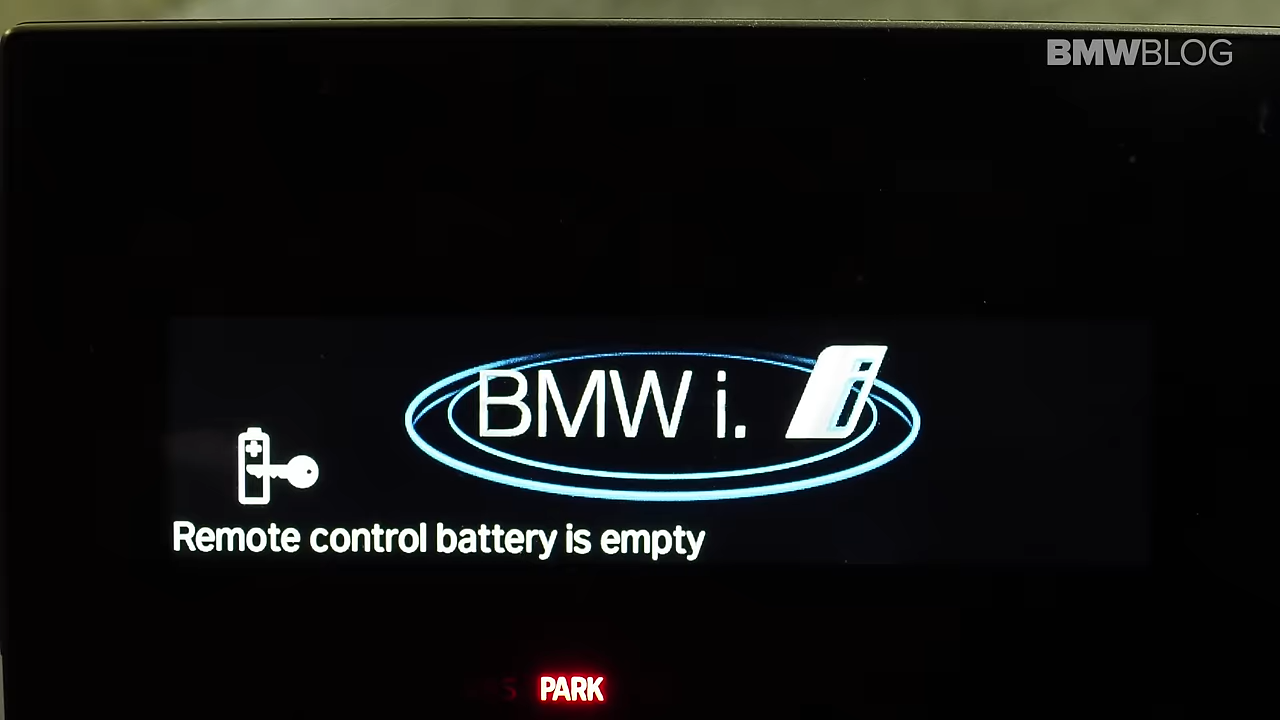 BMWBLOG
BMW i.
i
Remote control battery is empty
PARK